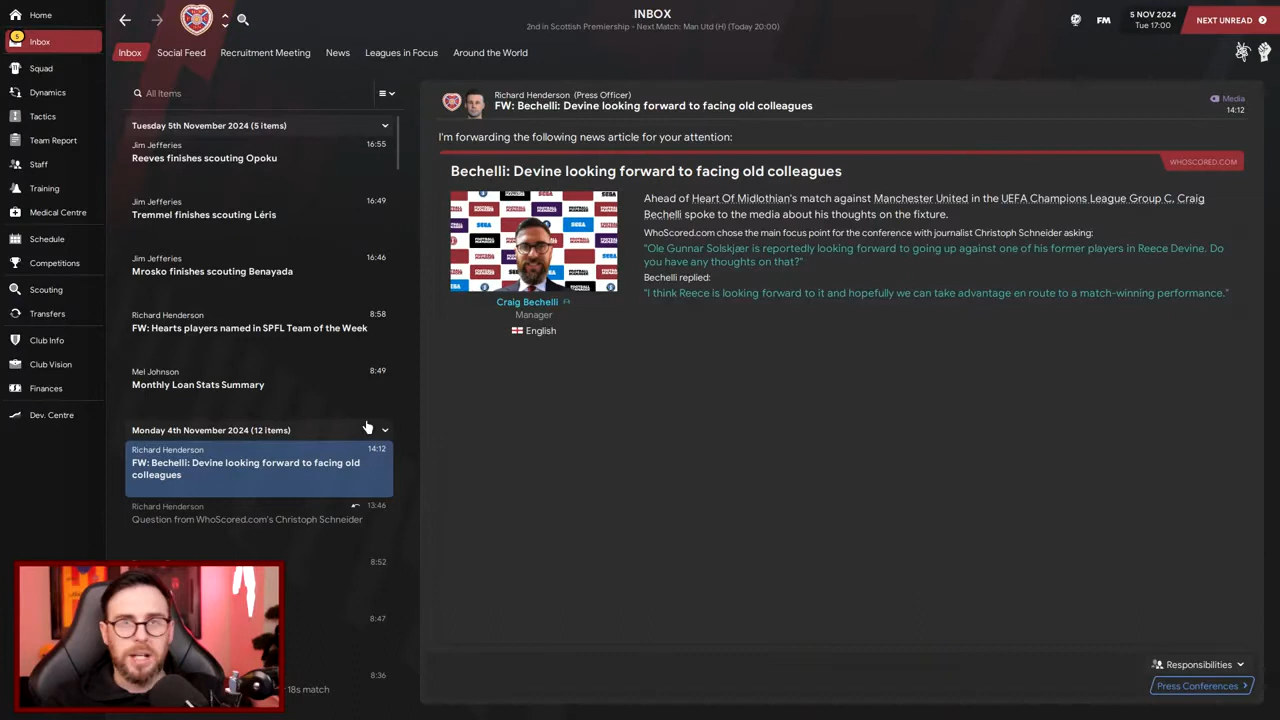 Home
Inbox
5
Squad
Dynamics
Tactics
Team Report
Staff
Training
Medical Centre
Schedule
Competitions
Scouting
Transfers
Club Info
Club Vision
Finances
Dev. Centre
INBOX
2nd in Scottish Premiership - Next Match: Man Utd (H) (Today 20:00)
FM
5 NOV 2024
Tue 17:00
NEXT UNREAD
Inbox
Social Feed
Recruitment Meeting
News
Leagues in Focus
Around the World
All Items
Tuesday 5th November 2024 (5 items)
Jim Jefferies 16:55
Reeves finishes scouting Opoku
Jim Jefferies 16:49
Tremmel finishes scouting Léris
Jim Jefferies 16:46
Mrosko finishes scouting Benayada
Richard Henderson 8:58
FW: Hearts players named in SPFL Team of the Week
Mel Johnson 8:49
Monthly Loan Stats Summary
Monday 4th November 2024 (12 items)
Richard Henderson 14:12
FW: Bechelli: Devine looking forward to facing old
colleagues
Richard Henderson 13:46
Question from WhoScored.com's Christoph Schneider
8:52
8:47
8:36
18s match
Richard Henderson (Press Officer)
FW: Bechelli: Devine looking forward to facing old colleagues
Media
14:12
I'm forwarding the following news article for your attention:
WHOSCORED.COM
Bechelli: Devine looking forward to facing old colleagues
SEGA
FOOTBALL MANAGER
Craig Bechelli
Manager
English
Ahead of Heart Of Midlothian's match against Manchester United in the UEFA Champions League Group C, Craig
Bechelli spoke to the media about his thoughts on the fixture.
WhoScored.com chose the main focus point for the conference with journalist Christoph Schneider asking:
"Ole Gunnar Solskjær is reportedly looking forward to going up against one of his former players in Reece Devine. Do
you have any thoughts on that?"
Bechelli replied:
"I think Reece is looking forward to it and hopefully we can take advantage en route to a match-winning performance."
Responsibilities
Press Conferences